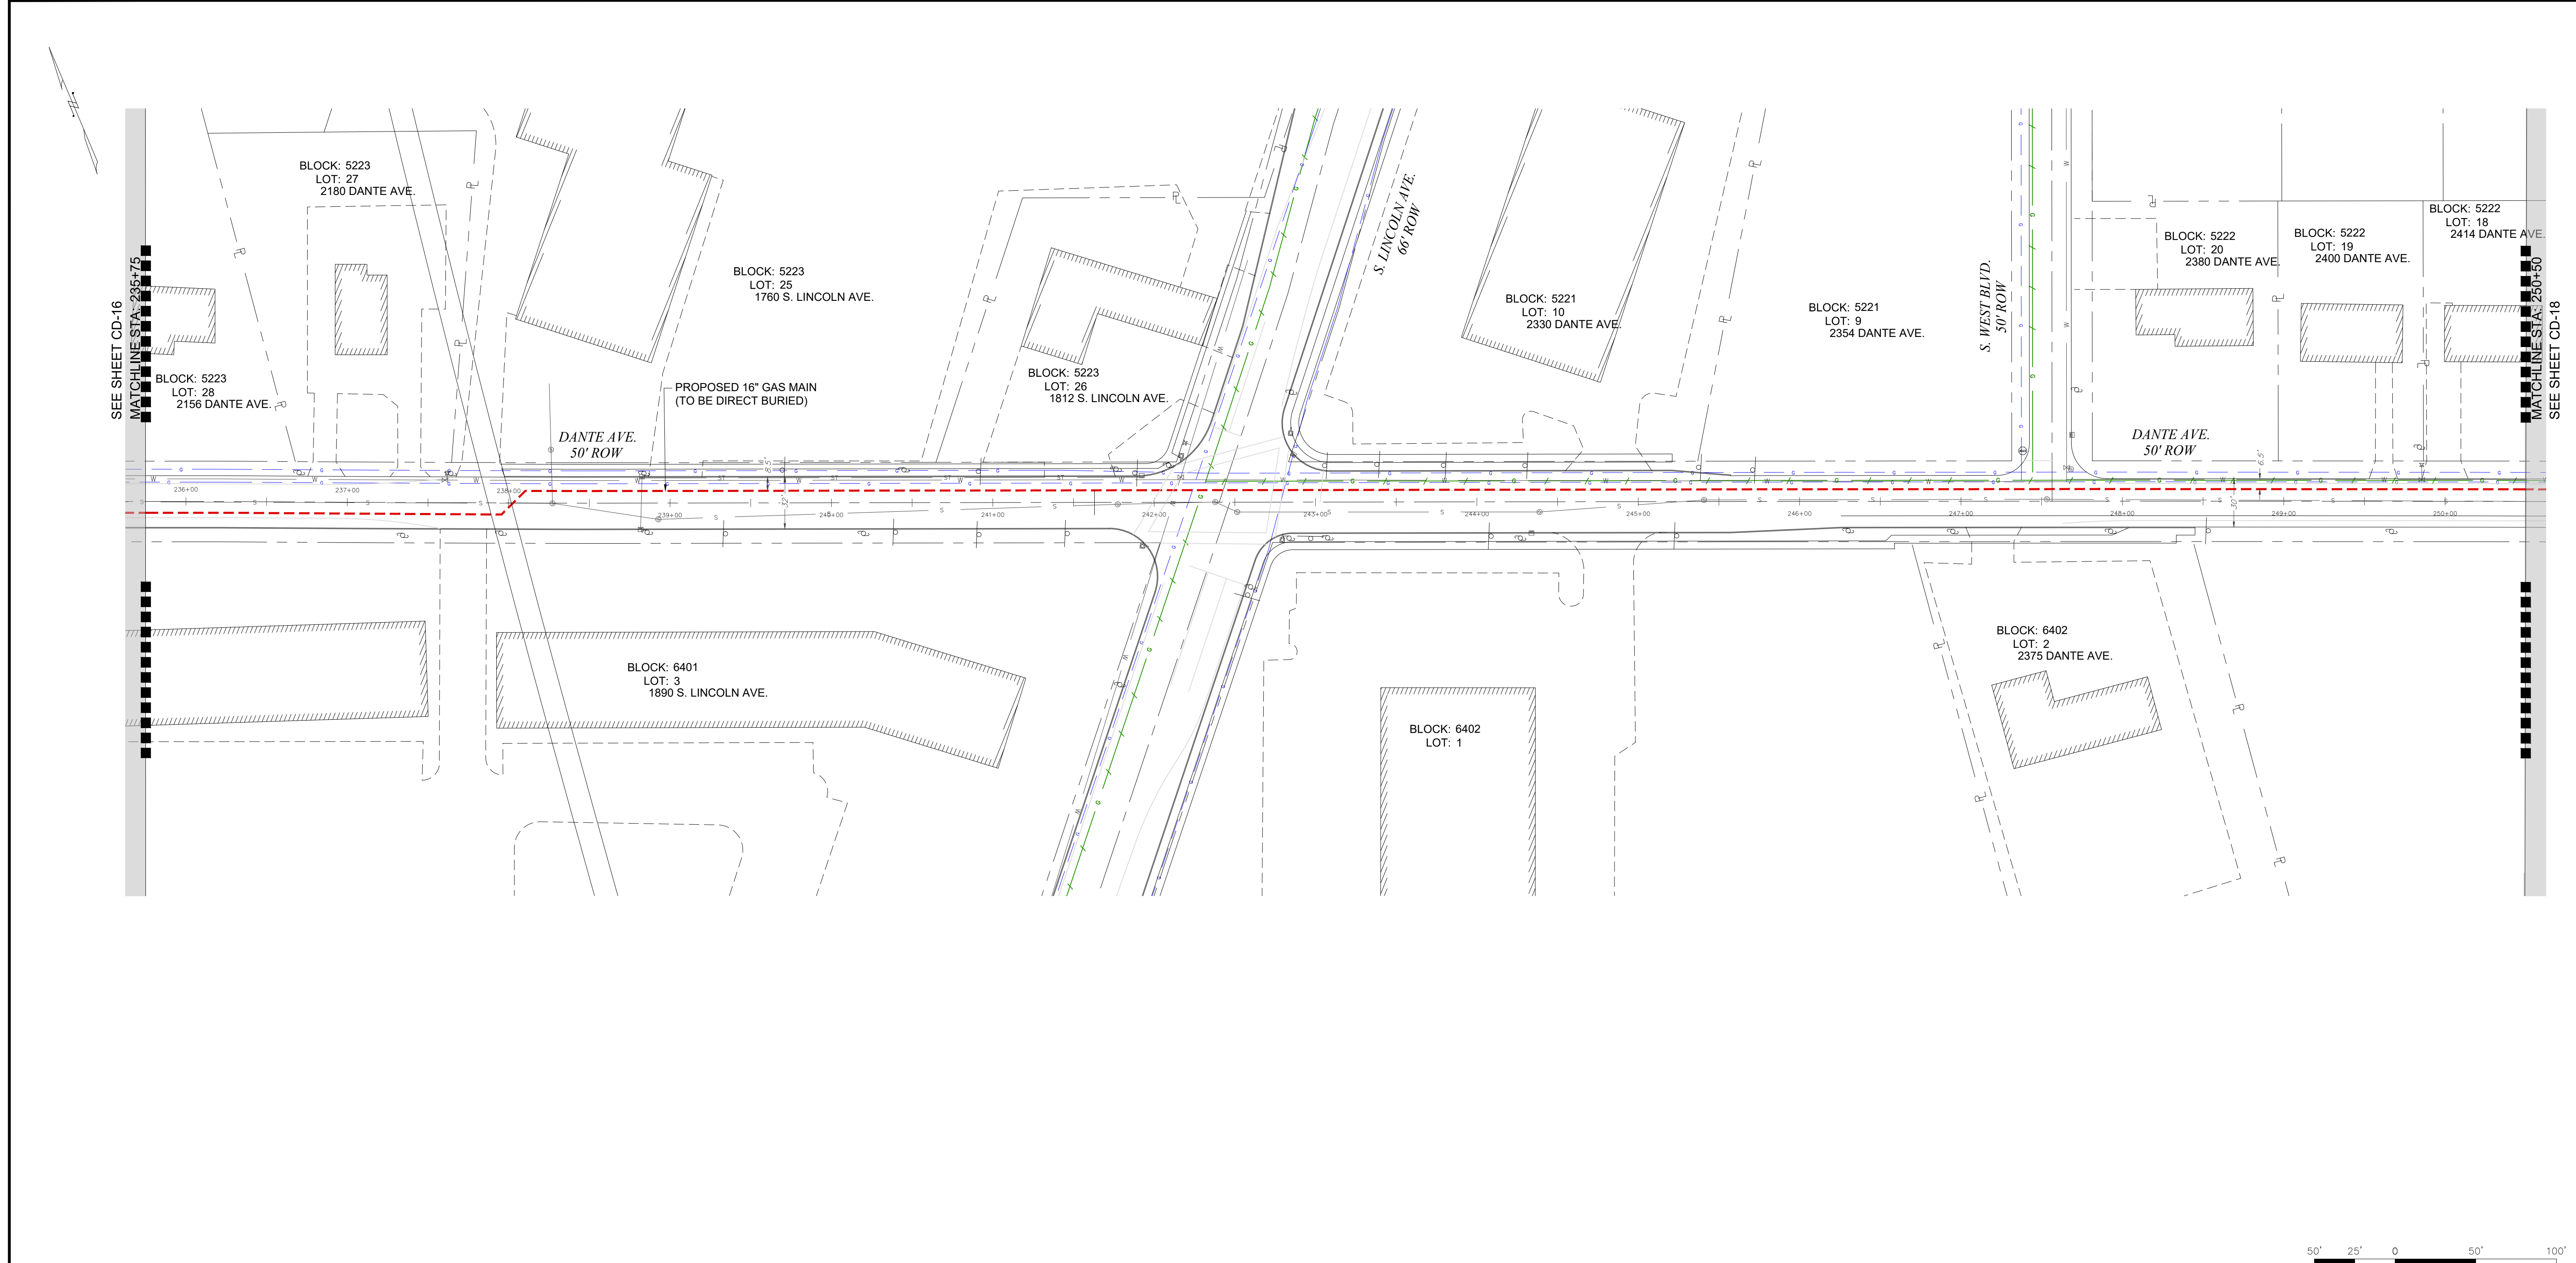 BLOCK: 5223
LOT: 27
2180 DANTE AVE.
SEE SHEET CD-16
MATCHLINE STA: 235+75
BLOCK: 5223
LOT: 28
2156 DANTE AVE.
BLOCK: 5223
LOT: 25
1760 S. LINCOLN AVE.
PROPOSED 16" GAS MAIN
(TO BE DIRECT BURIED)
DANTE AVE.
50' ROW
BLOCK: 5223
LOT: 26
1812 S. LINCOLN AVE.
S. LINCOLN AVE.
66' ROW
BLOCK: 5221
LOT: 10
2330 DANTE AVE.
BLOCK: 5221
LOT: 9
2354 DANTE AVE.
S. WEST BLVD.
50' ROW
BLOCK: 5222
LOT: 20
2380 DANTE AVE.
BLOCK: 5222
LOT: 19
2400 DANTE AVE.
BLOCK: 5222
LOT: 18
2414 DANTE AVE.
MATCHLINE STA: 250+50
SEE SHEET CD-18
DANTE AVE.
50' ROW
8.5'
32'
6.5'
30'
236+00
237+00
238+00
239+00
240+00
241+00
242+00
243+00
244+00
245+00
246+00
247+00
248+00
249+00
250+00
BLOCK: 6401
LOT: 3
1890 S. LINCOLN AVE.
BLOCK: 6402
LOT: 1
BLOCK: 6402
LOT: 2
2375 DANTE AVE.
50' 25' 0 50' 100'